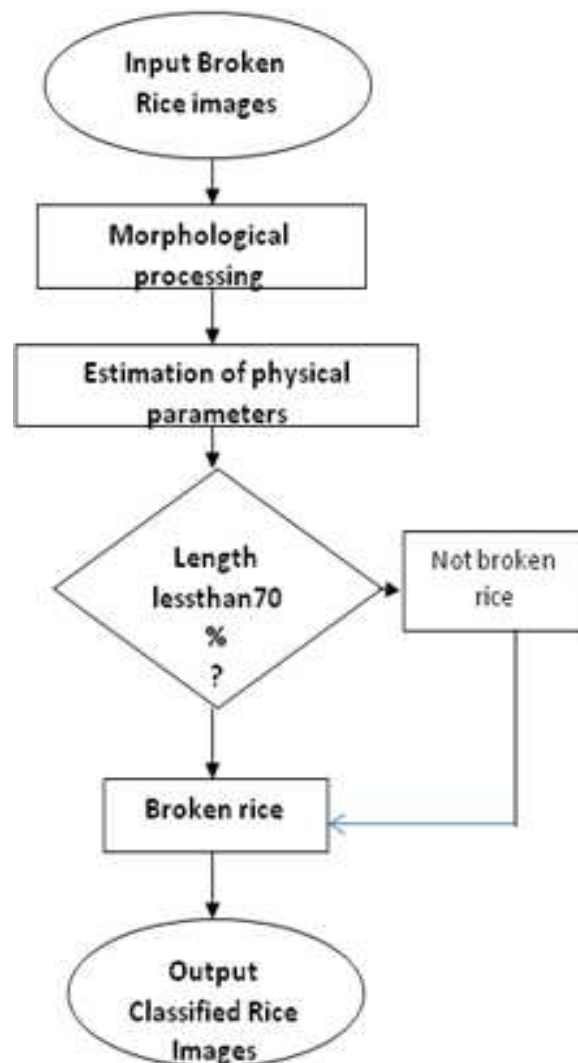 Input Broken
Rice images
Morphological
processing
Estimation of physical
parameters
Length
lessthan70
%
?
Not broken
rice
Broken rice
Output
Classified Rice
Images